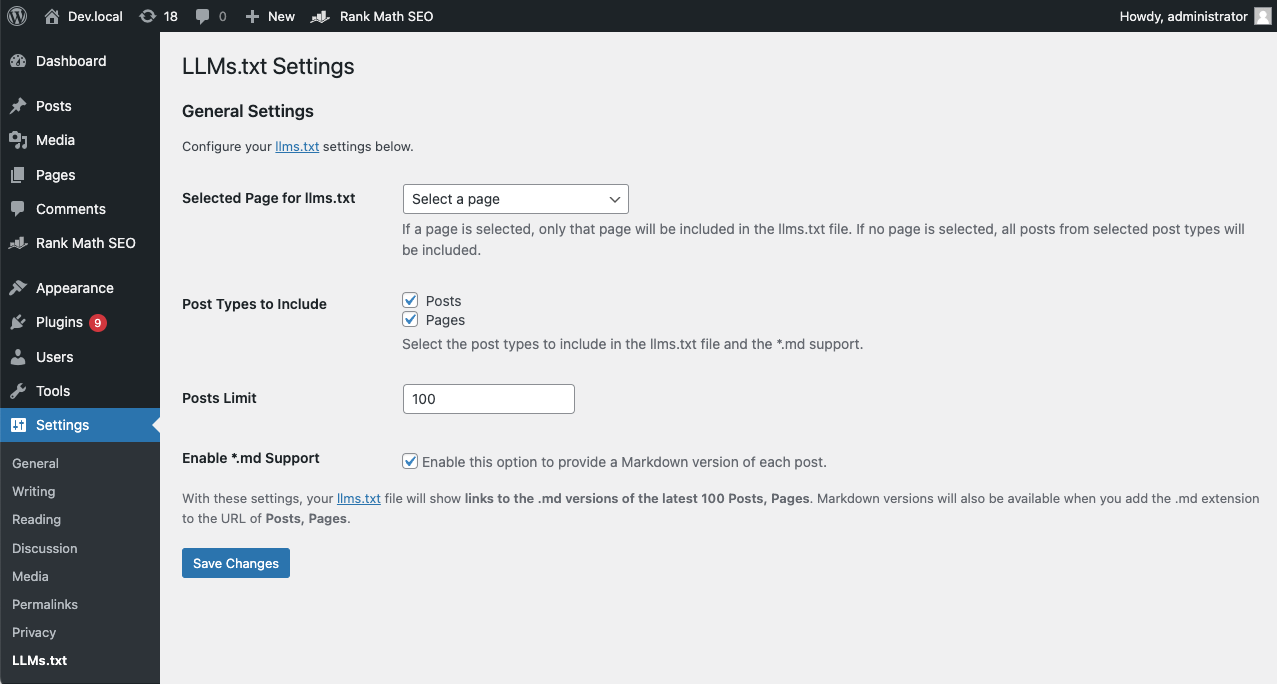 Dev.local 18 0 New Rank Math SEO Howdy, administrator
Dashboard
Posts
Media
Pages
Comments
Rank Math SEO
Appearance
Plugins 9
Users
Tools
Settings
General
Writing
Reading
Discussion
Media
Permalinks
Privacy
LLMs.txt
LLMs.txt Settings
General Settings
Configure your llms.txt settings below.
Selected Page for llms.txt
Select a page
If a page is selected, only that page will be included in the llms.txt file. If no page is selected, all posts from selected post types will
be included.
Post Types to Include
Posts
Pages
Select the post types to include in the llms.txt file and the *.md support.
Posts Limit
100
Enable *.md Support
Enable this option to provide a Markdown version of each post.
With these settings, your llms.txt file will show links to the .md versions of the latest 100 Posts, Pages. Markdown versions will also be available when you add the .md extension
to the URL of Posts, Pages.
Save Changes